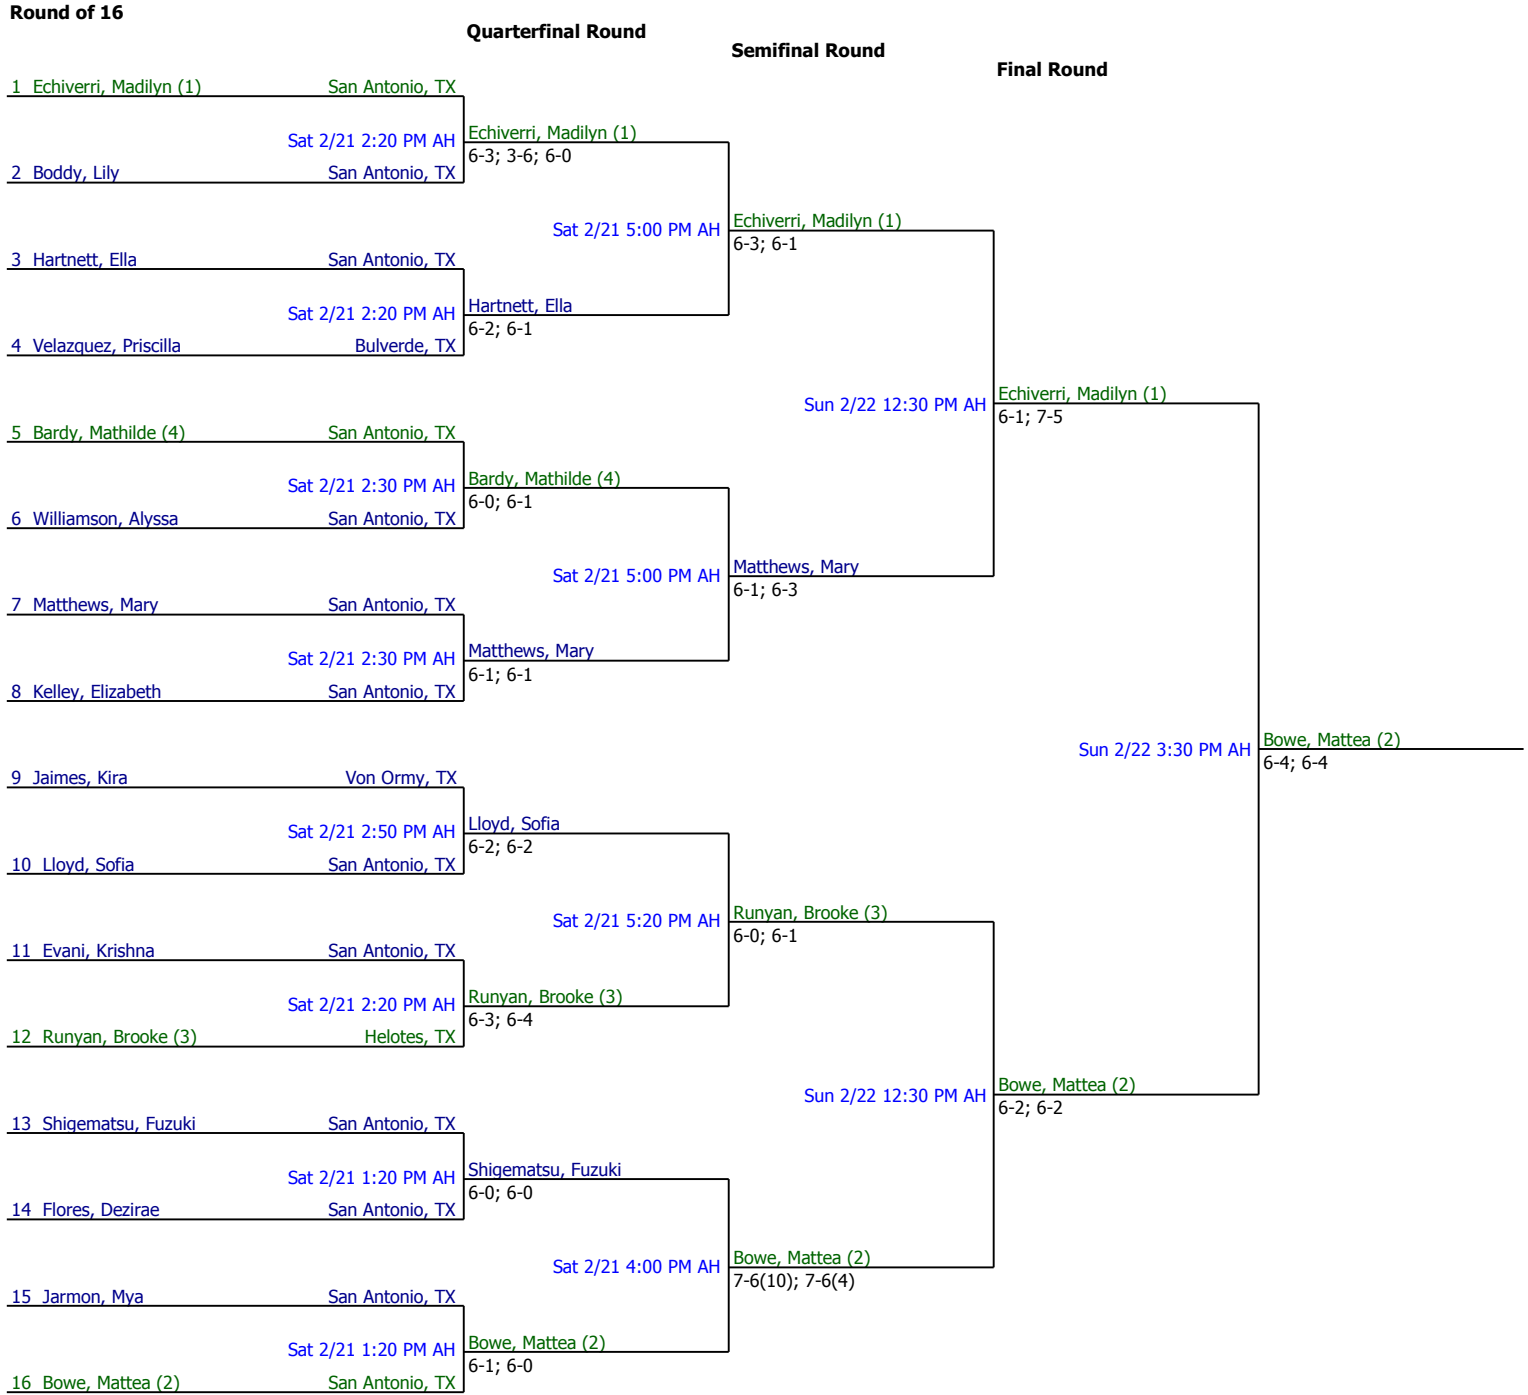 Round of 16
Quarterfinal Round
Semifinal Round
Final Round
1 Echiverri, Madilyn (1) San Antonio, TX
Sat 2/21 2:20 PM AH Echiverri, Madilyn (1)
6-3; 3-6; 6-0
2 Boddy, Lily San Antonio, TX
Sat 2/21 5:00 PM AH Echiverri, Madilyn (1)
6-3; 6-1
3 Hartnett, Ella San Antonio, TX
Sat 2/21 2:20 PM AH Hartnett, Ella
6-2; 6-1
4 Velazquez, Priscilla Bulverde, TX
Sun 2/22 12:30 PM AH Echiverri, Madilyn (1)
6-1; 7-5
5 Bardy, Mathilde (4) San Antonio, TX
Sat 2/21 2:30 PM AH Bardy, Mathilde (4)
6-0; 6-1
6 Williamson, Alyssa San Antonio, TX
Sat 2/21 5:00 PM AH Matthews, Mary
6-1; 6-3
7 Matthews, Mary San Antonio, TX
Sat 2/21 2:30 PM AH Matthews, Mary
6-1; 6-1
8 Kelley, Elizabeth San Antonio, TX
Sun 2/22 3:30 PM AH Bowe, Mattea (2)
6-4; 6-4
9 Jaimes, Kira Von Ormy, TX
Sat 2/21 2:50 PM AH Lloyd, Sofia
6-2; 6-2
10 Lloyd, Sofia San Antonio, TX
Sat 2/21 5:20 PM AH Runyan, Brooke (3)
6-0; 6-1
11 Evani, Krishna San Antonio, TX
Sat 2/21 2:20 PM AH Runyan, Brooke (3)
6-3; 6-4
12 Runyan, Brooke (3) Helotes, TX
Sun 2/22 12:30 PM AH Bowe, Mattea (2)
6-2; 6-2
13 Shigematsu, Fuzuki San Antonio, TX
Sat 2/21 1:20 PM AH Shigematsu, Fuzuki
6-0; 6-0
14 Flores, Dezirae San Antonio, TX
Sat 2/21 4:00 PM AH Bowe, Mattea (2)
7-6(10); 7-6(4)
15 Jarmon, Mya San Antonio, TX
Sat 2/21 1:20 PM AH Bowe, Mattea (2)
6-1; 6-0
16 Bowe, Mattea (2) San Antonio, TX